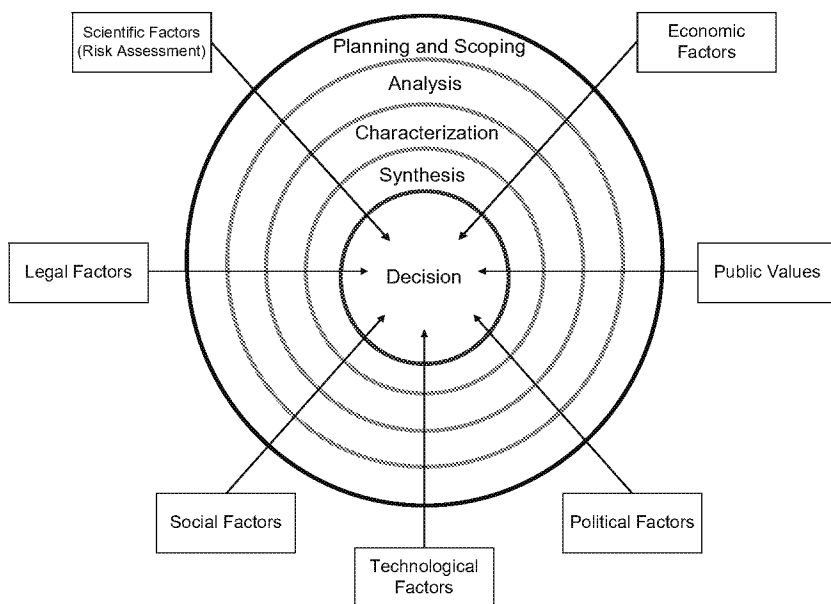 Scientific Factors
(Risk Assessment)
Planning and Scoping
Economic
Factors
Analysis
Characterization
Synthesis
Legal Factors
Decision
Public Values
Social Factors
Political Factors
Technological
Factors